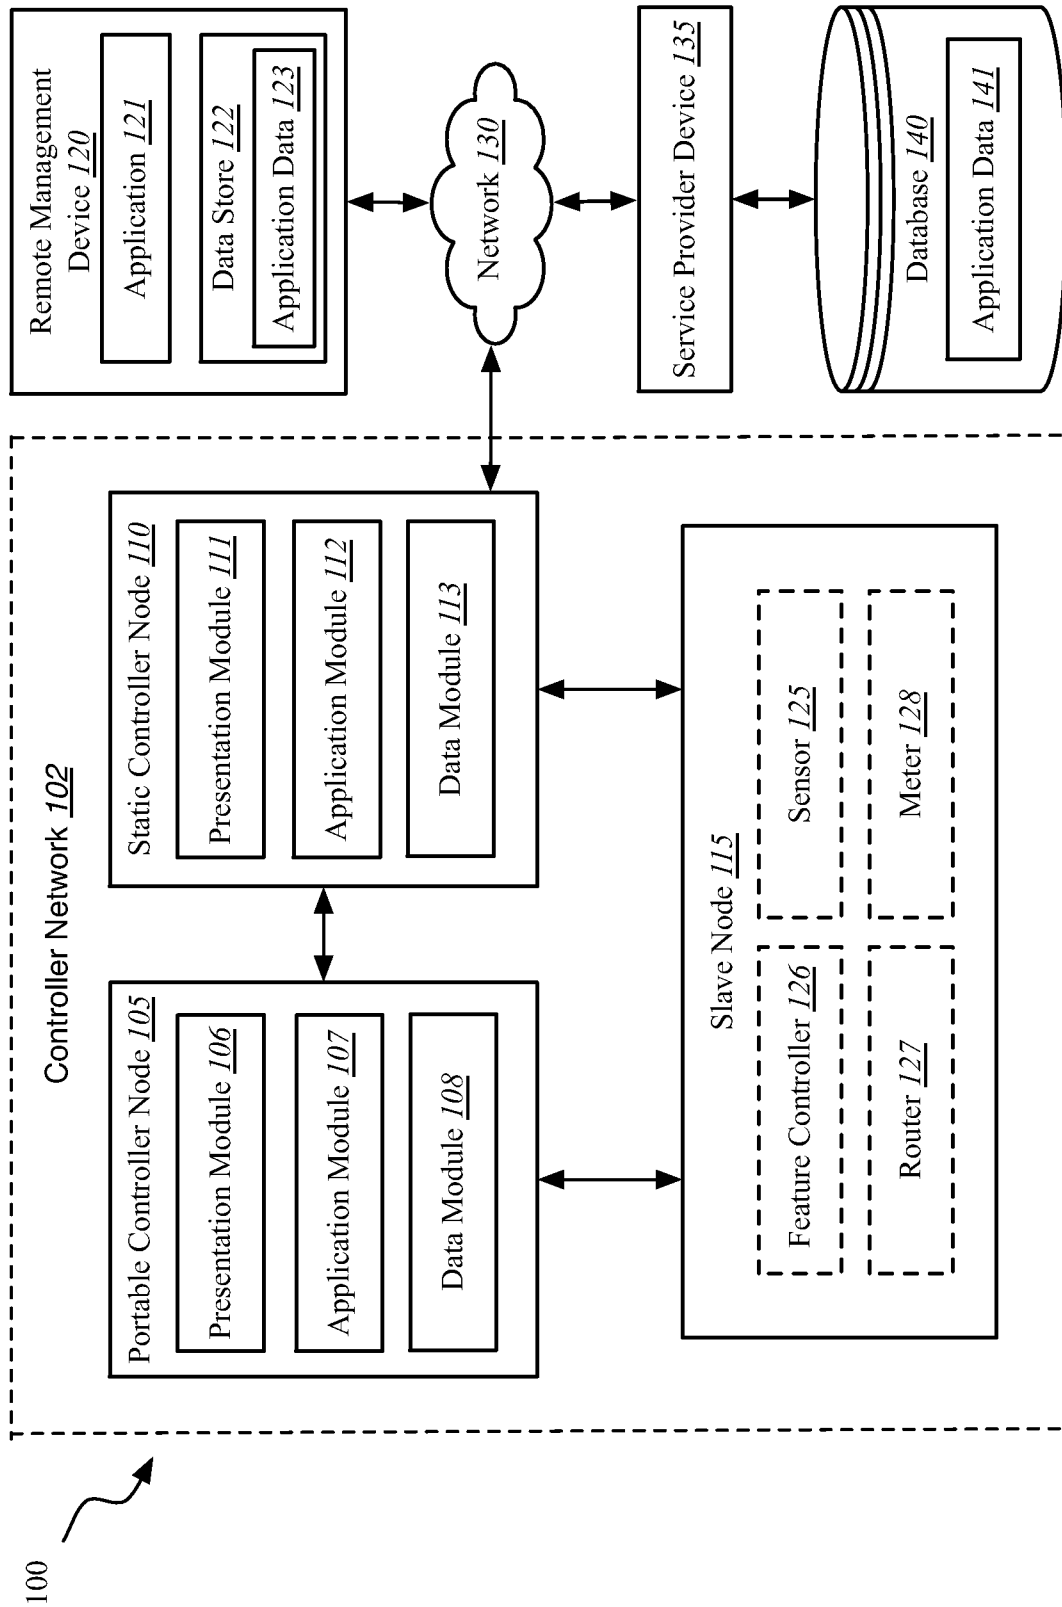 100
Controller Network 102
Portable Controller Node 105
Presentation Module 106
Application Module 107
Data Module 108
Static Controller Node 110
Presentation Module 111
Application Module 112
Data Module 113
Slave Node 115
Feature Controller 126
Sensor 125
Router 127
Meter 128
Remote Management
Device 120
Application 121
Data Store 122
Application Data 123
Network 130
Service Provider Device 135
Database 140
Application Data 141